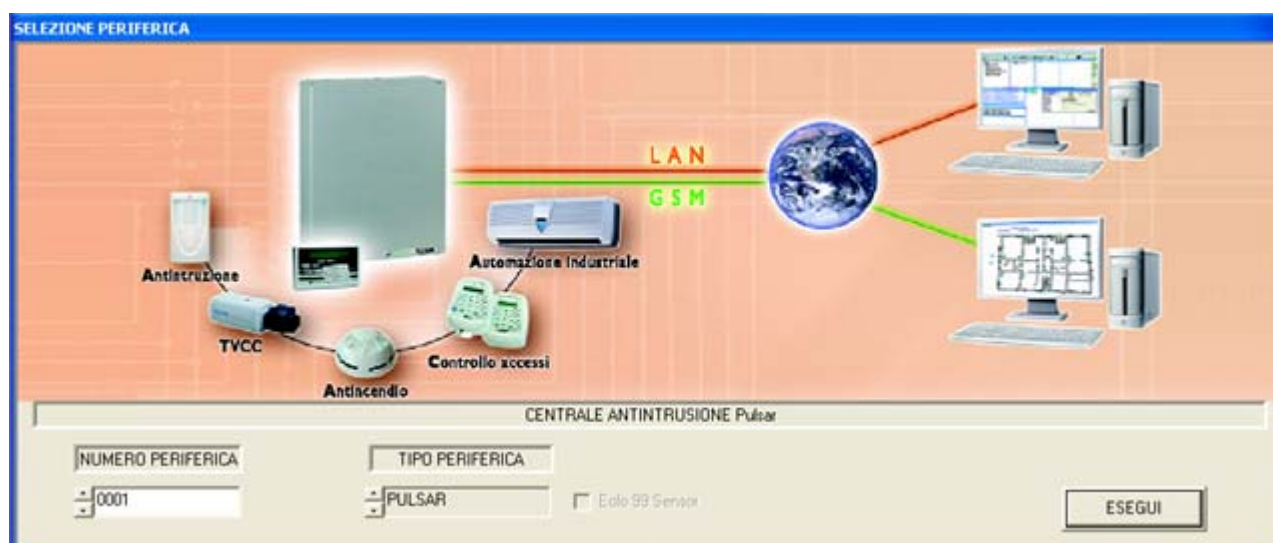 SELEZIONE PERIFERICA
LAN
GSM
Antintruzione
Automazione industriale
TVCC
Controllo accessi
Antincendio
CENTRALE ANTINTRUSIONE Pulsar
NUMERO PERIFERICA
TIPO PERIFERICA
0001
PULSAR
Eolo 99 Sensor
ESEGUI